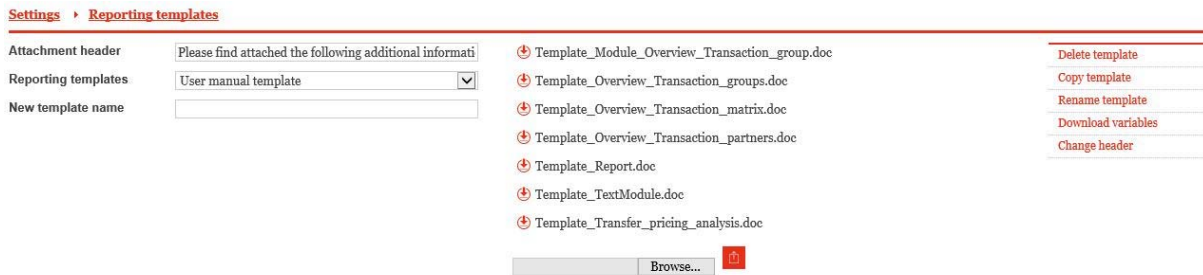 Settings Reporting templates
Attachment header
Please find attached the following additional informati
Reporting templates
User manual template
New template name
Template_Module_Overview_Transaction_group.doc
Template_Overview_Transaction_groups.doc
Template_Overview_Transaction_matrix.doc
Template_Overview_Transaction_partners.doc
Template_Report.doc
Template_TextModule.doc
Template_Transfer_pricing_analysis.doc
Browse...
Delete template
Copy template
Rename template
Download variables
Change header